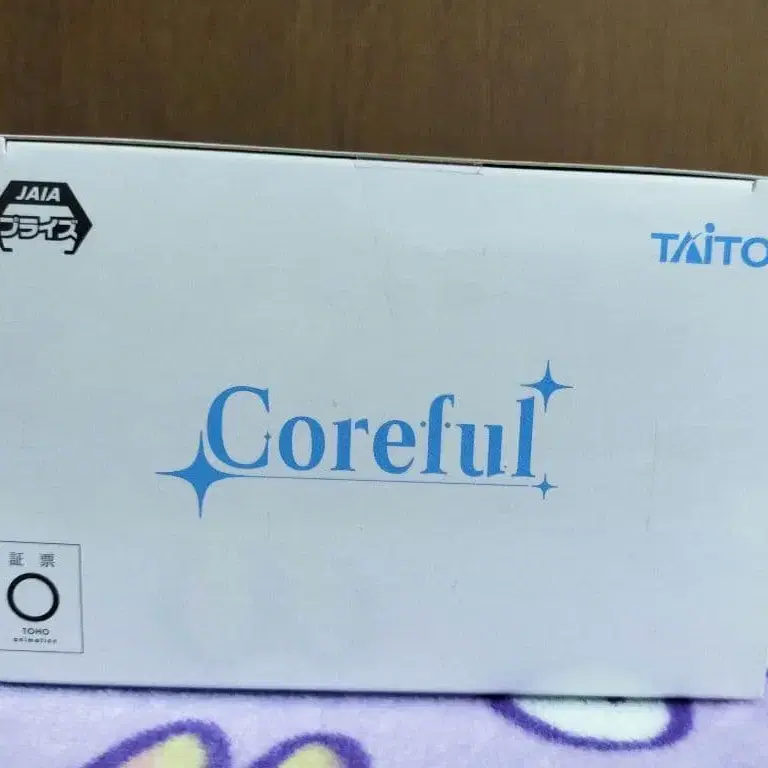 JAIA
プライズ
TAiTO
Coreful
証 票
TOHO
animation